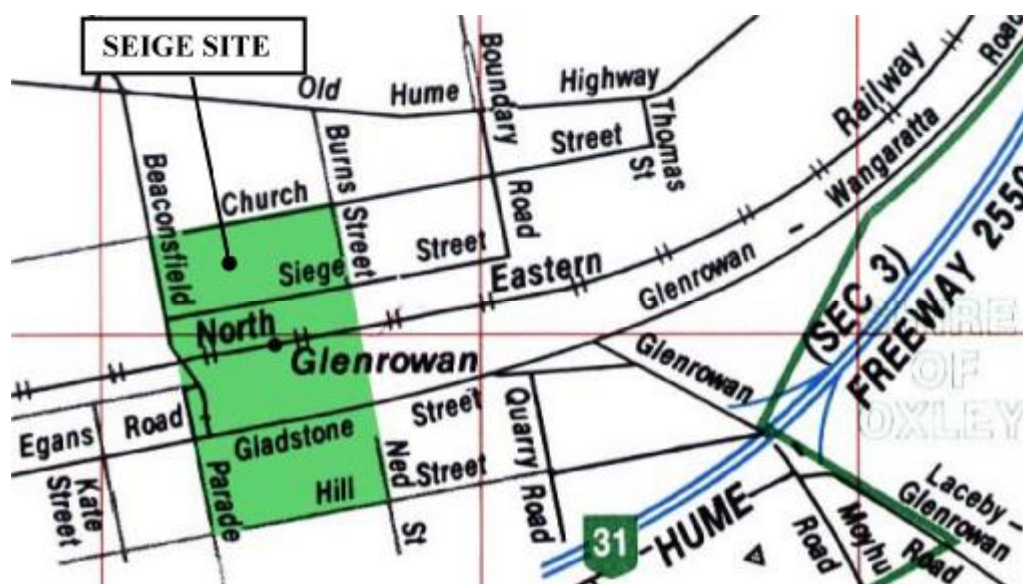 SEIGE SITE
Old Hume Highway
Boundary Road
Thomas St
Church Street
Burns Street
Beaconsfield Parade
Siege Street
North Eastern Railway
Glenrowan - Wangaratta Road
Glenrowan
Glenrowan
(SEC 3)
FREEWAY 2550
RE
OF
OXLEY
Egans Road
Gladstone Street
Hill Street
Kate Street
Ned St
Quarry Road
31
HUME
Moyhu Road
Laceby - Glenrowan Road